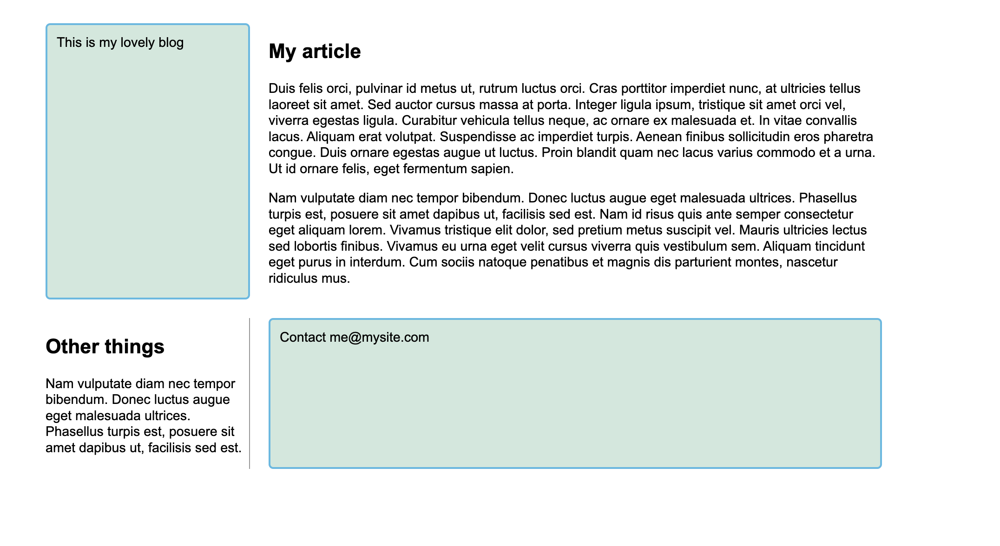 This is my lovely blog
My article
Duis felis orci, pulvinar id metus ut, rutrum luctus orci. Cras porttitor imperdiet nunc, at ultricies tellus
laoreet sit amet. Sed auctor cursus massa at porta. Integer ligula ipsum, tristique sit amet orci vel,
viverra egestas ligula. Curabitur vehicula tellus neque, ac ornare ex malesuada et. In vitae convallis
lacus. Aliquam erat volutpat. Suspendisse ac imperdiet turpis. Aenean finibus sollicitudin eros pharetra
congue. Duis ornare egestas augue ut luctus. Proin blandit quam nec lacus varius commodo et a urna.
Ut id ornare felis, eget fermentum sapien.
Nam vulputate diam nec tempor bibendum. Donec luctus augue eget malesuada ultrices. Phasellus
turpis est, posuere sit amet dapibus ut, facilisis sed est. Nam id risus quis ante semper consectetur
eget aliquam lorem. Vivamus tristique elit dolor, sed pretium metus suscipit vel. Mauris ultricies lectus
sed lobortis finibus. Vivamus eu urna eget velit cursus viverra quis vestibulum sem. Aliquam tincidunt
eget purus in interdum. Cum sociis natoque penatibus et magnis dis parturient montes, nascetur
ridiculus mus.
Other things
Nam vulputate diam nec tempor
bibendum. Donec luctus augue
eget malesuada ultrices.
Phasellus turpis est, posuere sit
amet dapibus ut, facilisis sed est.
Contact me@mysite.com